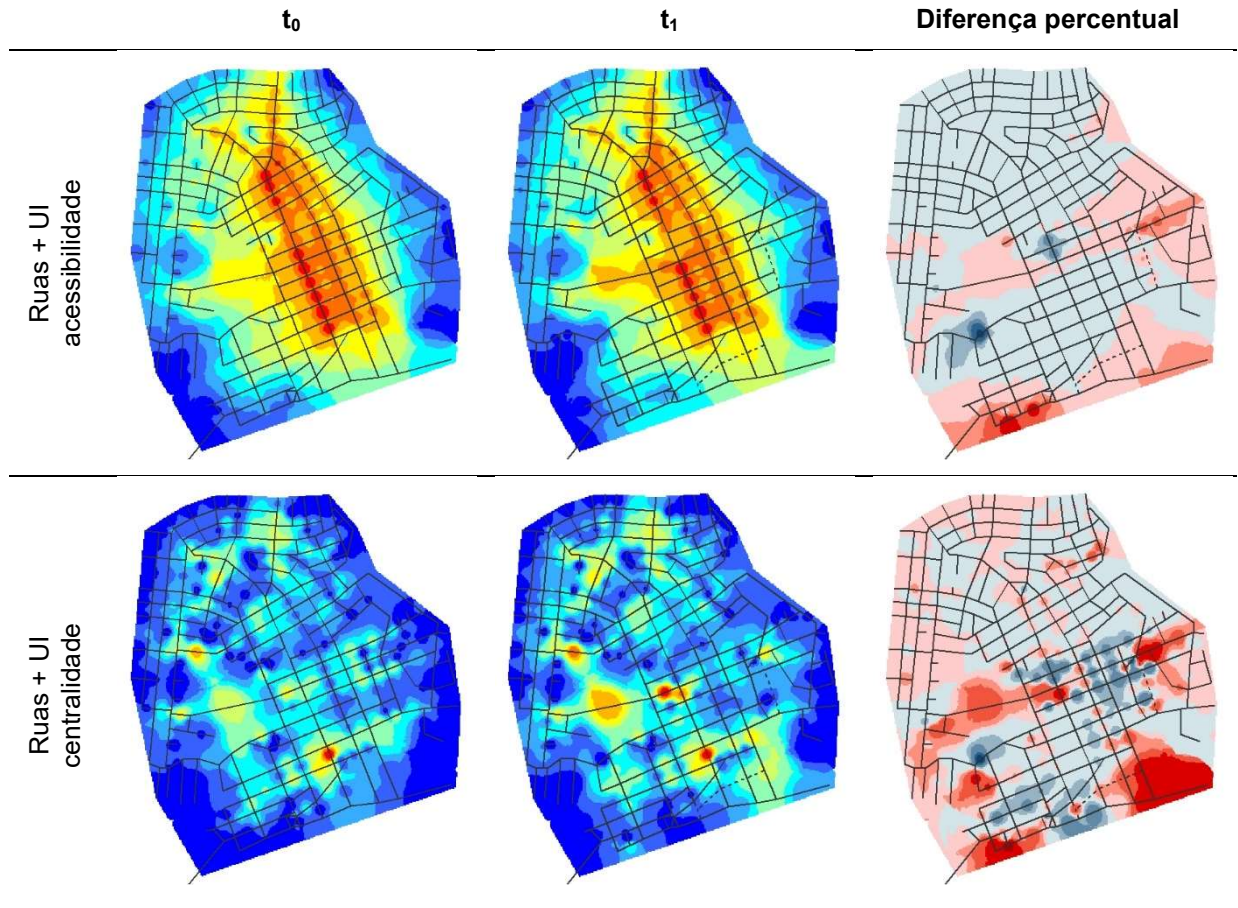 t₀ t₁ Diferença percentual
Ruas + UI
acessibilidade
Ruas + UI
centralidade